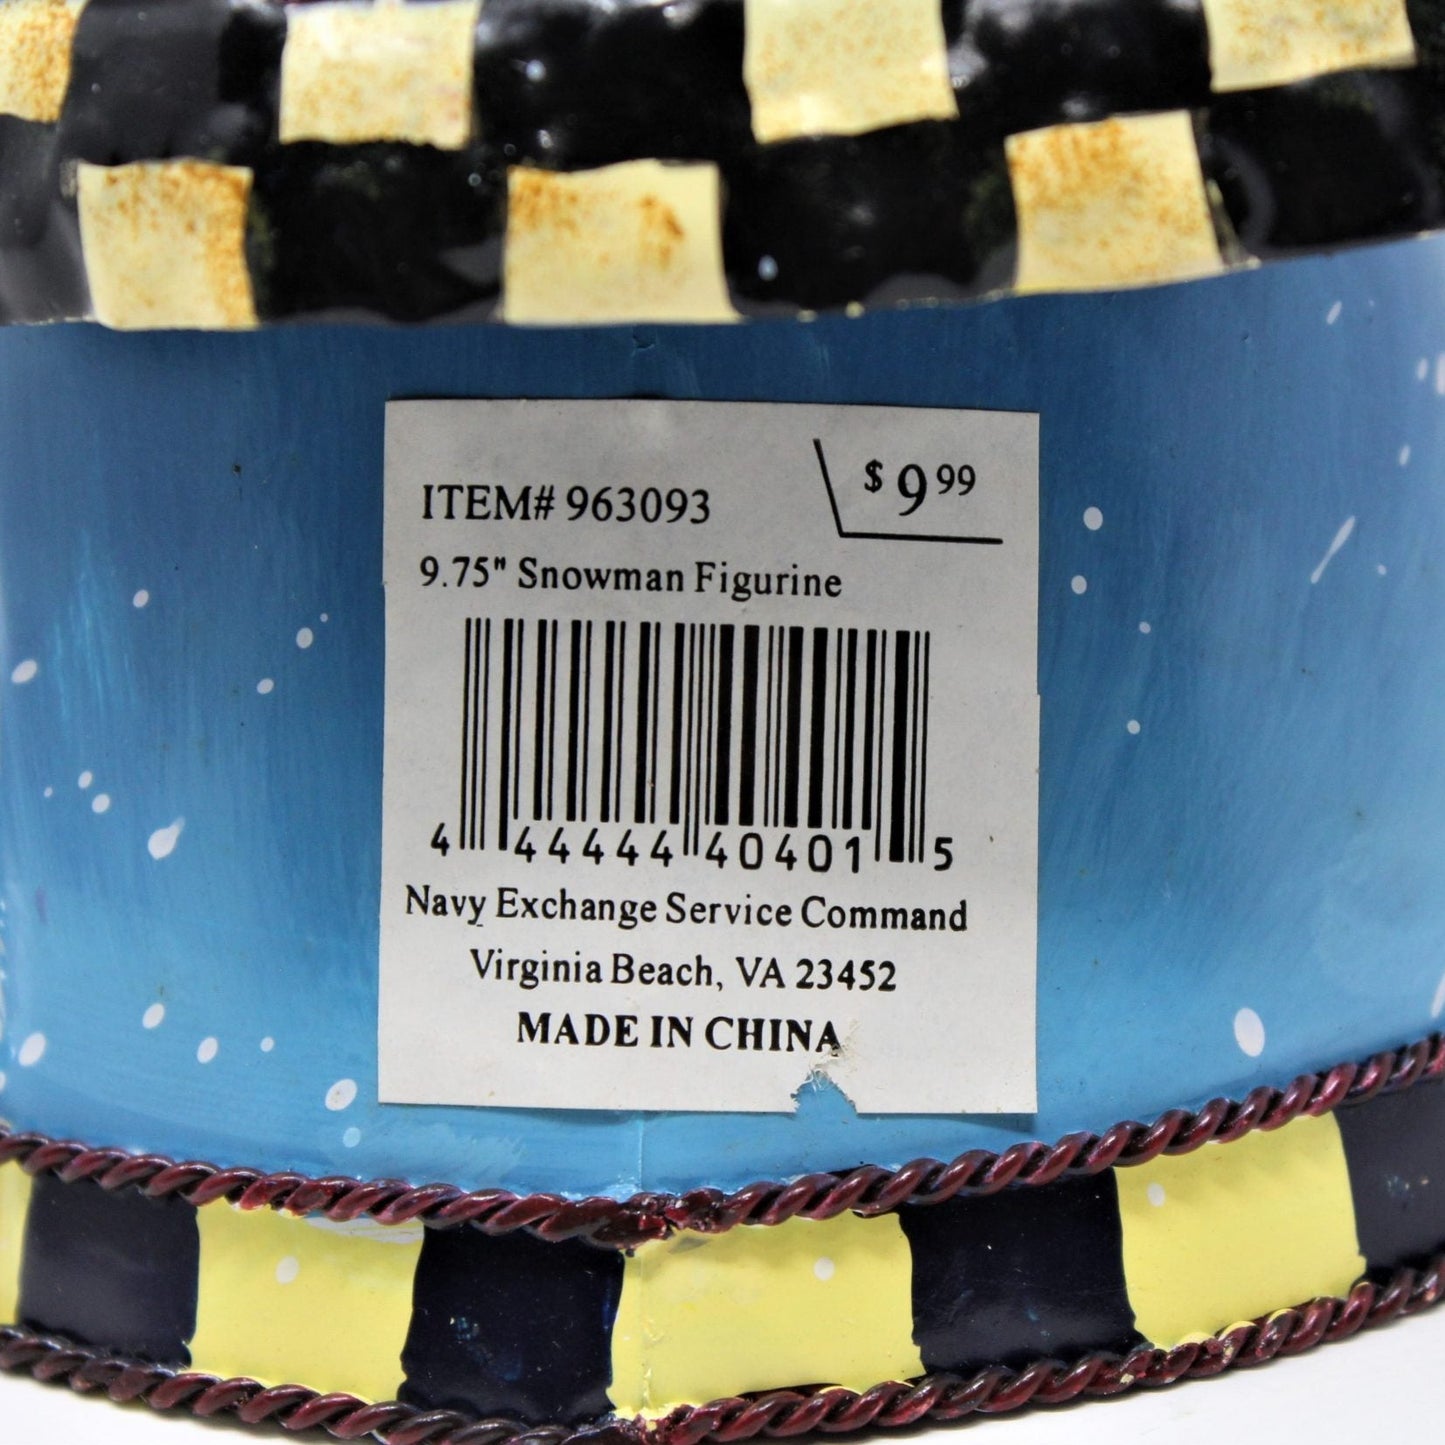 ITEM# 963093
$ 9 99
9.75" Snowman Figurine
4 44444 40401 5
Navy Exchange Service Command
Virginia Beach, VA 23452
MADE IN CHINA